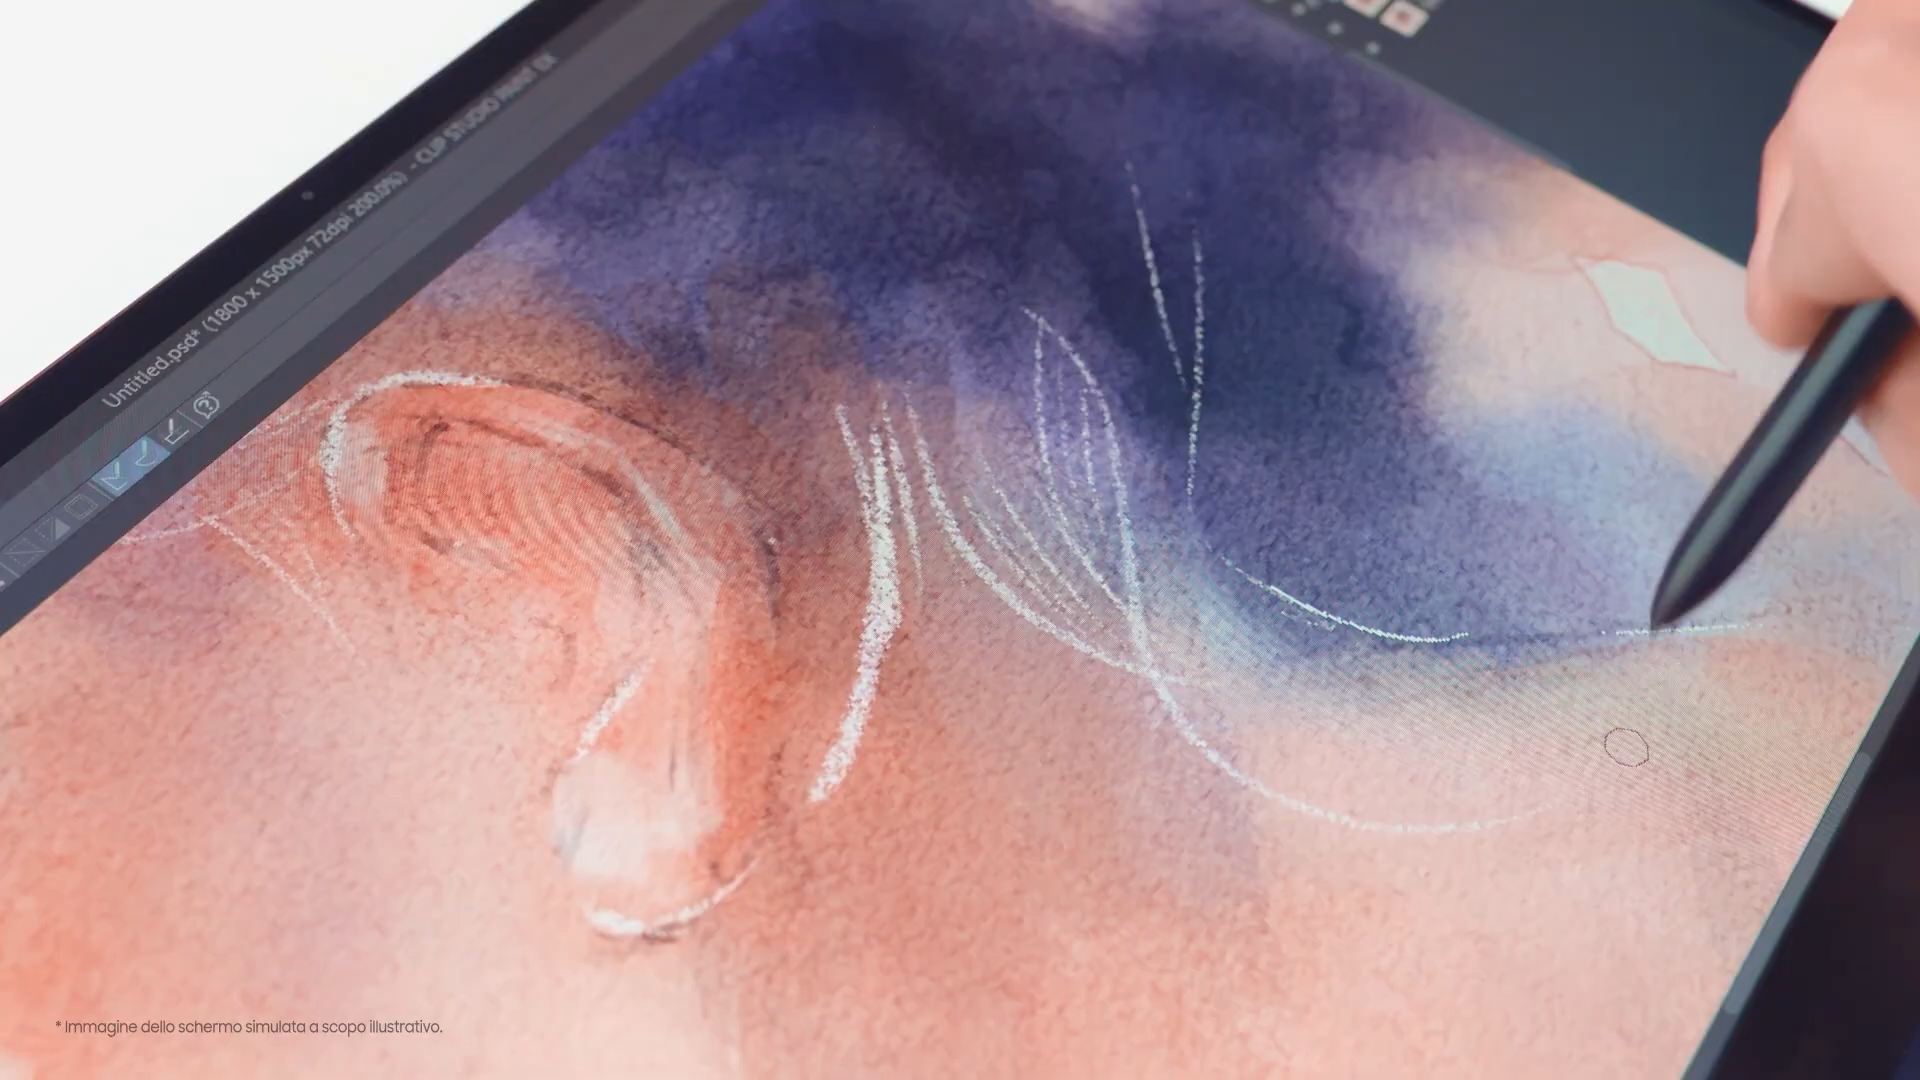 Untitled.psd* (1800 x 1500px 72dpi 200.0%) - CLIP STUDIO PAINT EX
* Immagine dello schermo simulata a scopo illustrativo.